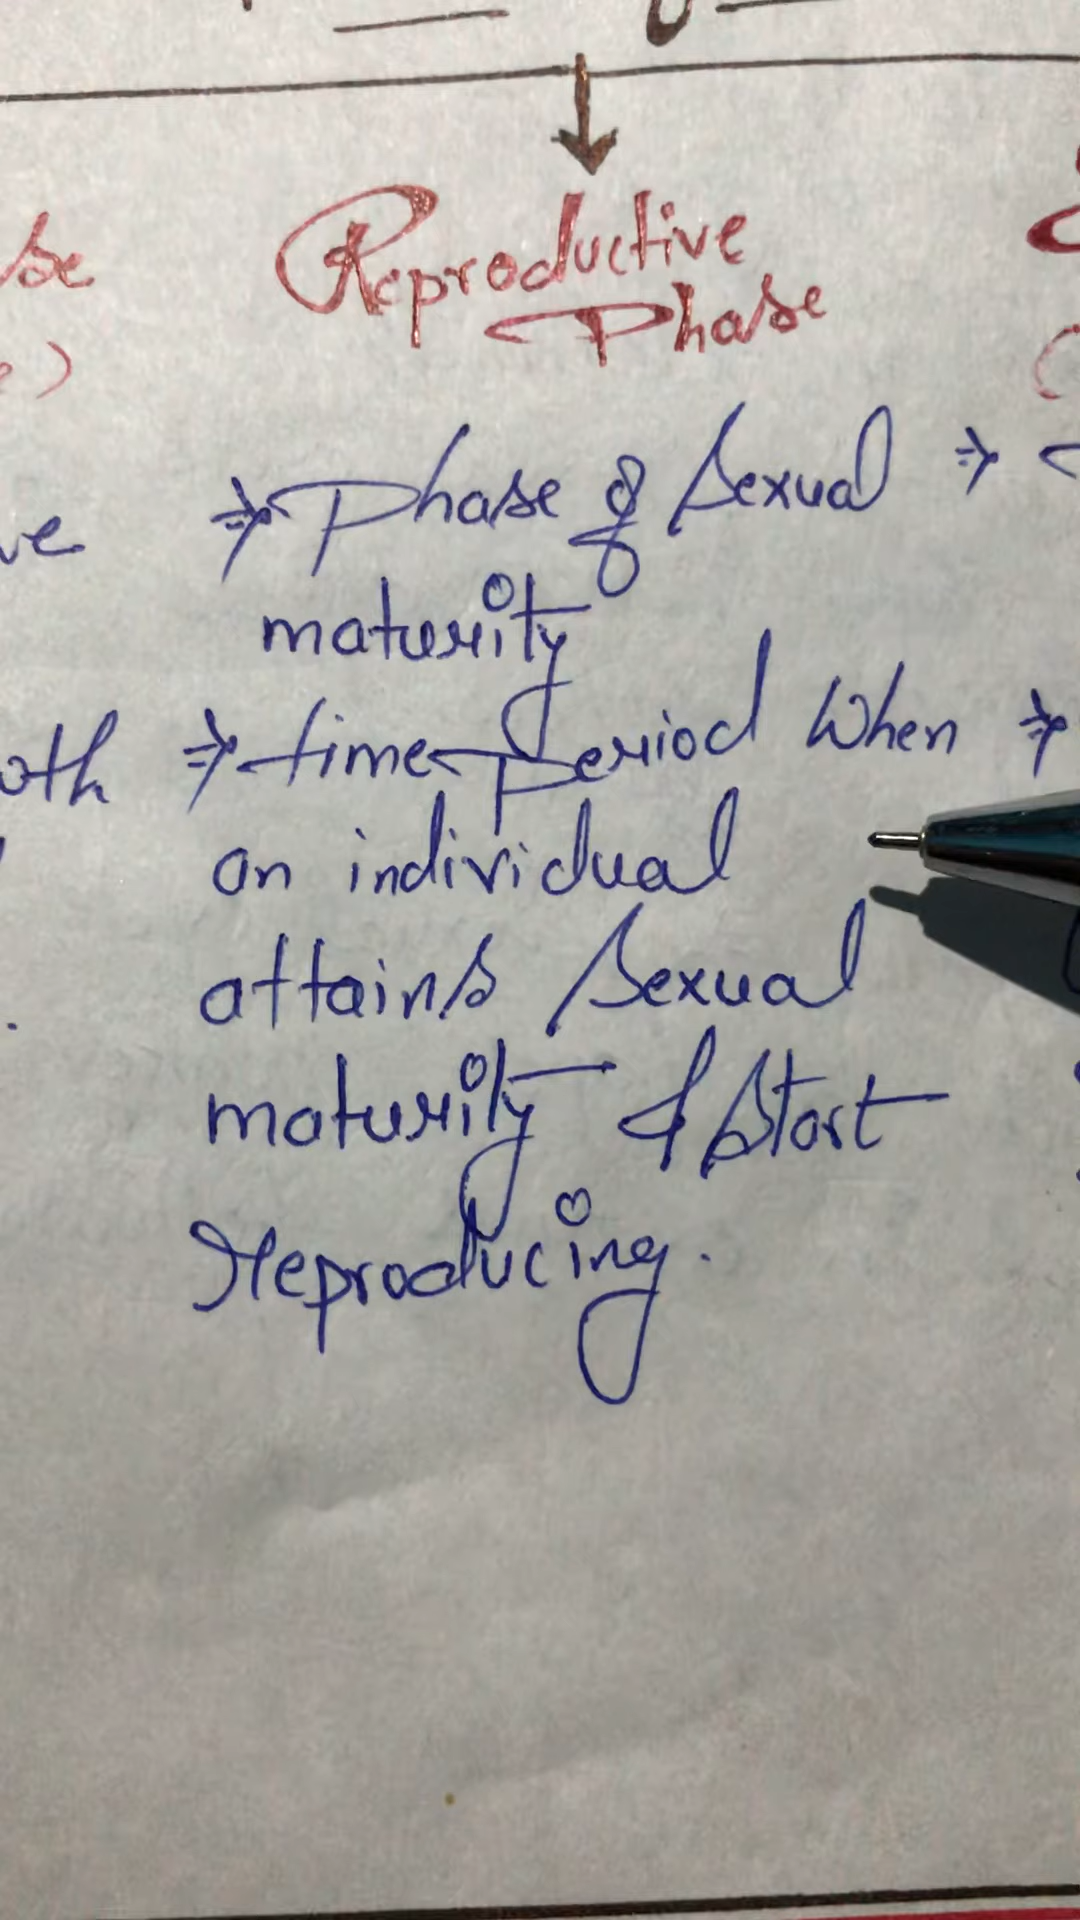 Reproductive
Phase
⇒ Phase of Sexual
maturity
⇒ time Period When
an individual
attains Sexual
maturity & Start
Reproducing.